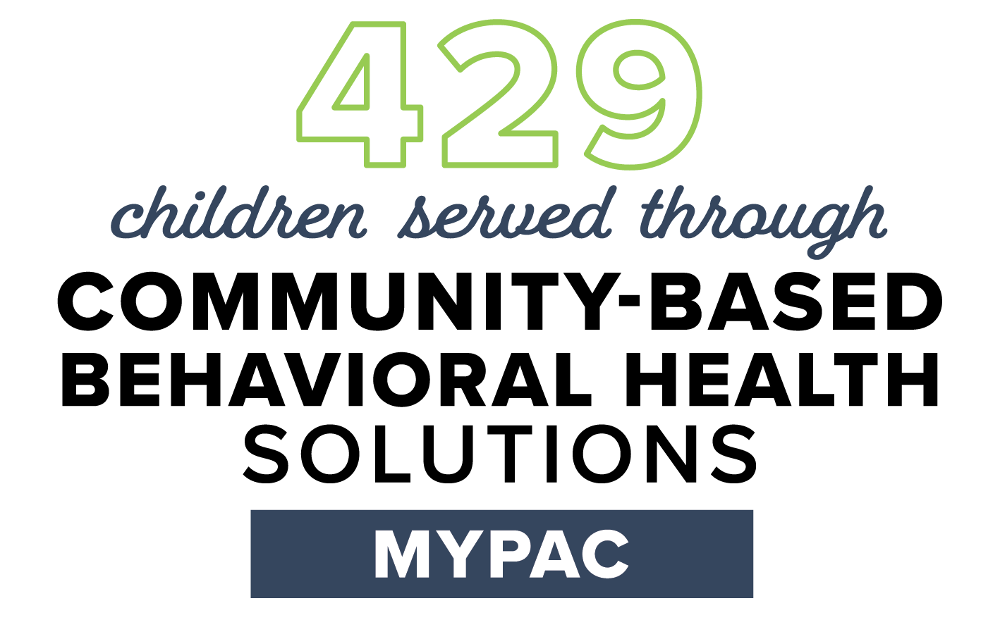 429
children served through
COMMUNITY-BASED
BEHAVIORAL HEALTH
SOLUTIONS
MYPAC